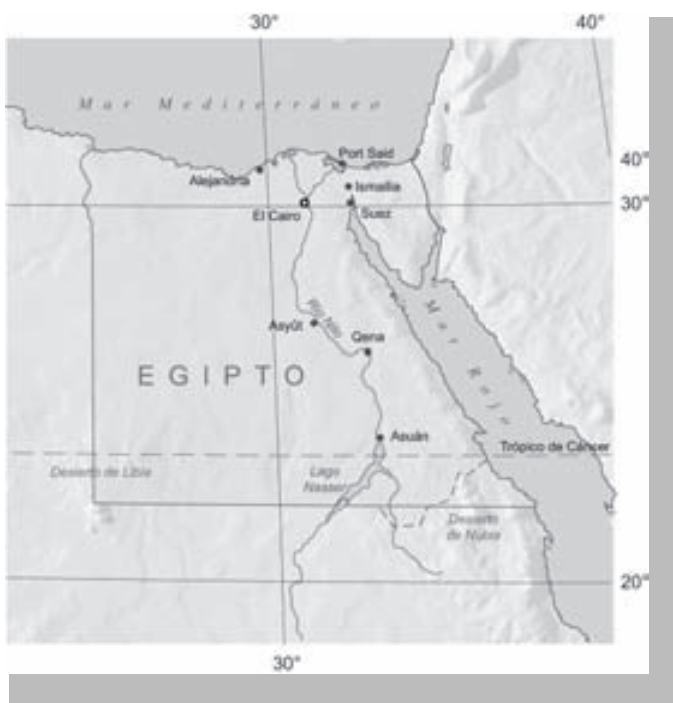 30°
40°
Mar Mediterráneo
Port Said
40°
Alejandría
Ismailia
30°
El Cairo
Suez
Río Nilo
Mar Rojo
Asyût
Qena
EGIPTO
Asuán
Trópico de Cáncer
Desierto de Libia
Lago
Nasser
Desierto
de Nubia
20°
30°